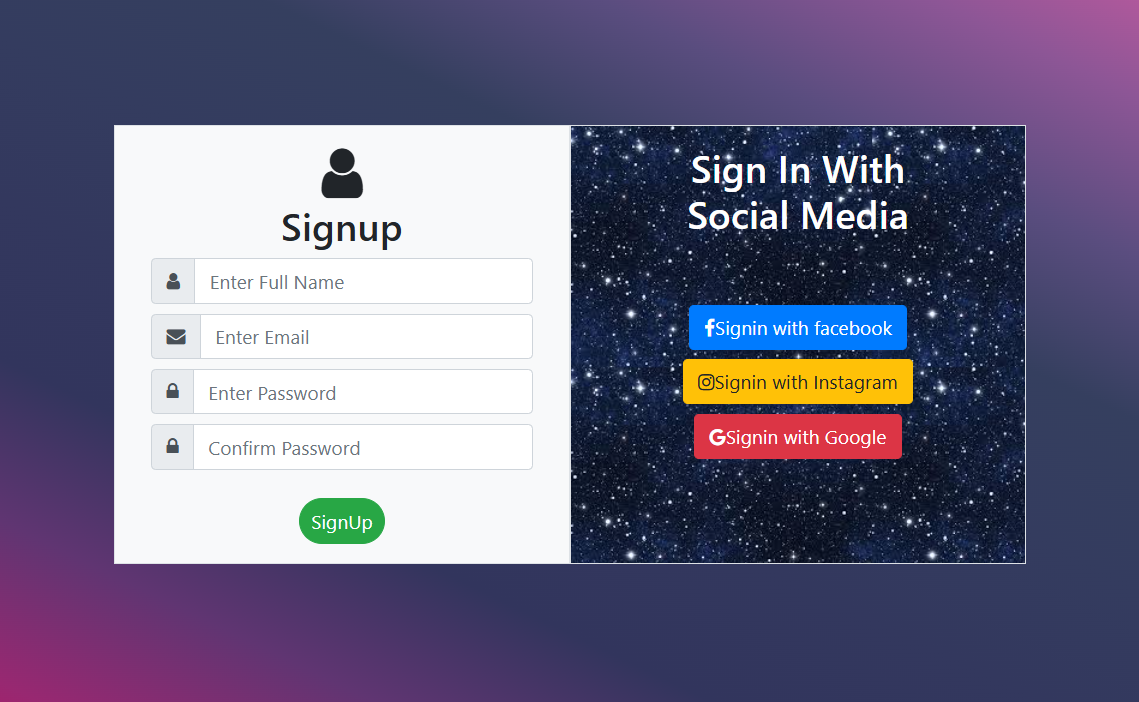 Signup
Enter Full Name
Enter Email
Enter Password
Confirm Password
SignUp
Sign In With
Social Media
Signin with facebook
Signin with Instagram
Signin with Google